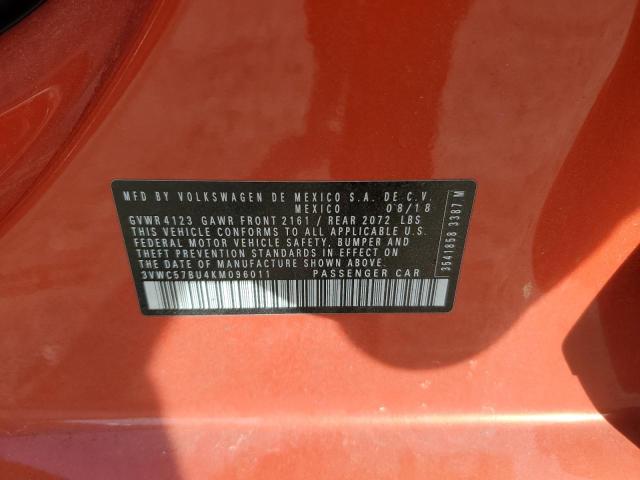 MFD BY VOLKSWAGEN DE MEXICO S.A. DE C.V.
MEXICO 08/18
GVWR 4123 GAWR FRONT 2161 / REAR 2072 LBS
THIS VEHICLE CONFORMS TO ALL APPLICABLE U.S.
FEDERAL MOTOR VEHICLE SAFETY, BUMPER AND
THEFT PREVENTION STANDARDS IN EFFECT ON
THE DATE OF MANUFACTURE SHOWN ABOVE.
3VWC57BU4KM096011 PASSENGER CAR
3541858 3387 M